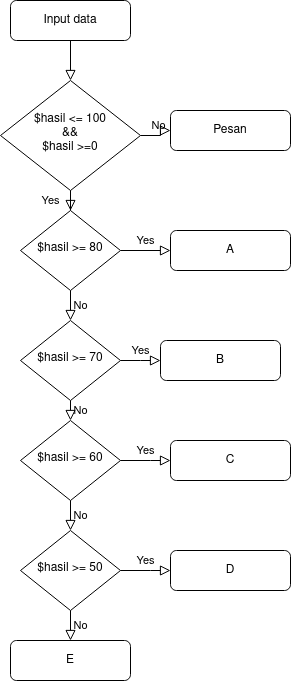 Input data
$hasil <= 100
&&
$hasil >=0
No
Pesan
Yes
$hasil >= 80
Yes
A
No
$hasil >= 70
Yes
B
No
$hasil >= 60
Yes
C
No
$hasil >= 50
Yes
D
No
E